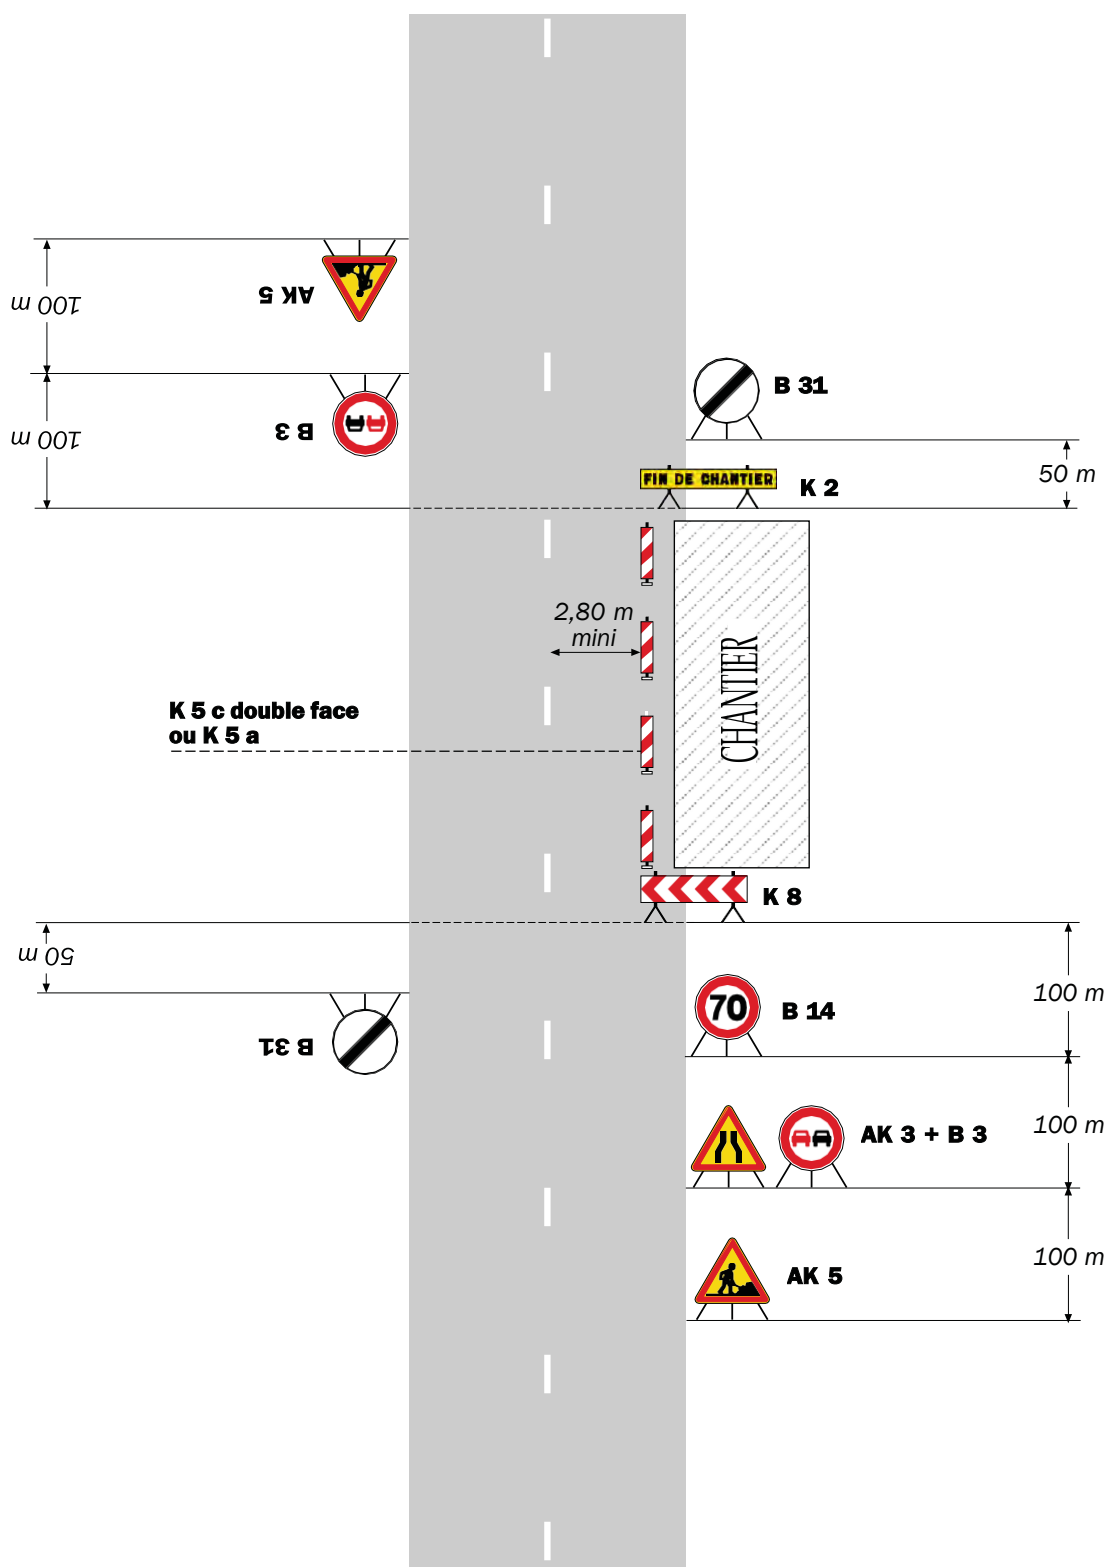 AK 5
100 m
B 31
B 3
100 m
50 m
FIN DE CHANTIER
K 2
2,80 m
mini
CHANTIER
K 5 c double face
ou K 5 a
K 8
50 m
100 m
70
B 14
B 31
100 m
AK 3 + B 3
100 m
AK 5